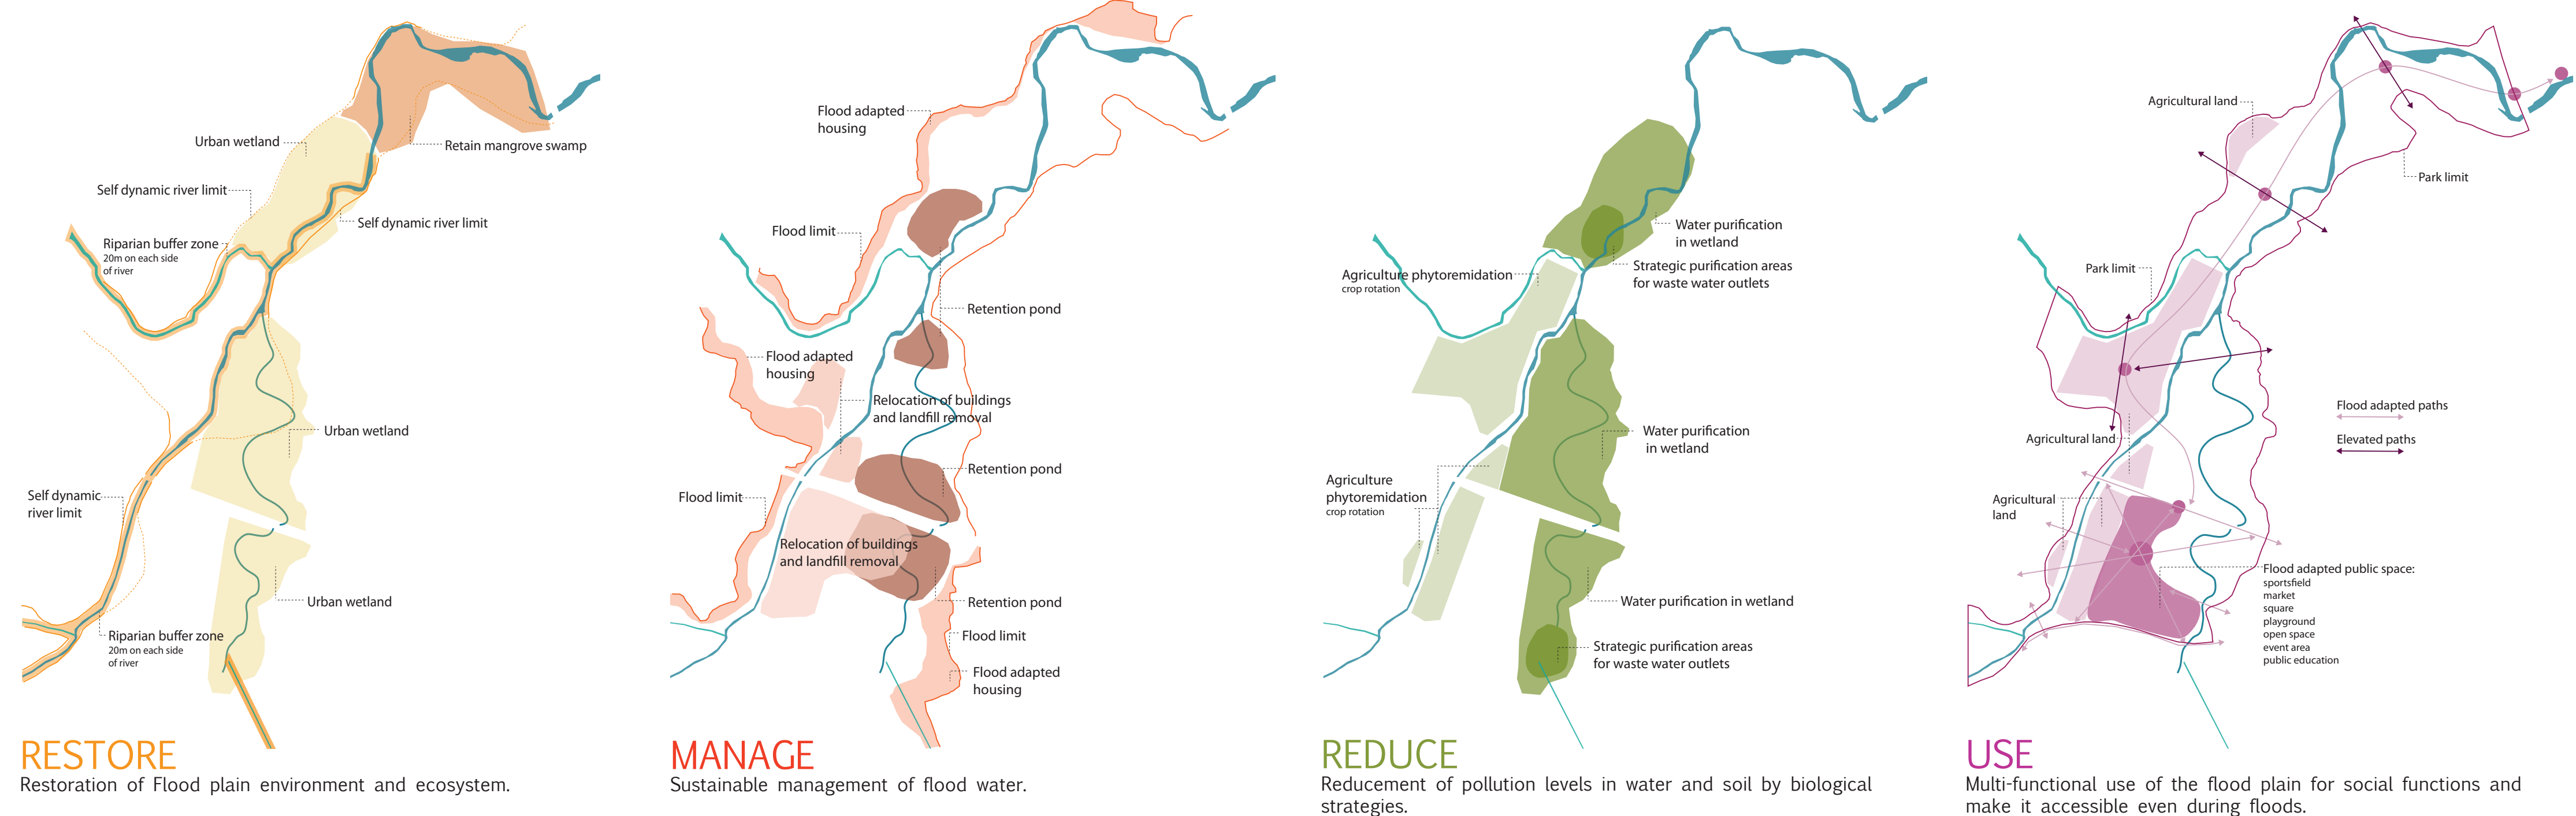 Urban wetland
Retain mangrove swamp
Self dynamic river limit
Self dynamic river limit
Riparian buffer zone
20m on each side
of river
Urban wetland
Self dynamic
river limit
Urban wetland
Riparian buffer zone
20m on each side
of river
RESTORE
Restoration of Flood plain environment and ecosystem.
Flood adapted
housing
Flood limit
Retention pond
Flood adapted
housing
Relocation of buildings
and landfill removal
Retention pond
Flood limit
Relocation of buildings
and landfill removal
Retention pond
Flood limit
Flood adapted
housing
MANAGE
Sustainable management of flood water.
Water purification
in wetland
Strategic purification areas
for waste water outlets
Agriculture phytoremidation
crop rotation
Water purification
in wetland
Agriculture
phytoremidation
crop rotation
Water purification in wetland
Strategic purification areas
for waste water outlets
REDUCE
Reducement of pollution levels in water and soil by biological
strategies.
Agricultural land
Park limit
Park limit
Flood adapted paths
Elevated paths
Agricultural land
Agricultural
land
Flood adapted public space:
sportsfield
market
square
playground
open space
event area
public education
USE
Multi-functional use of the flood plain for social functions and
make it accessible even during floods.